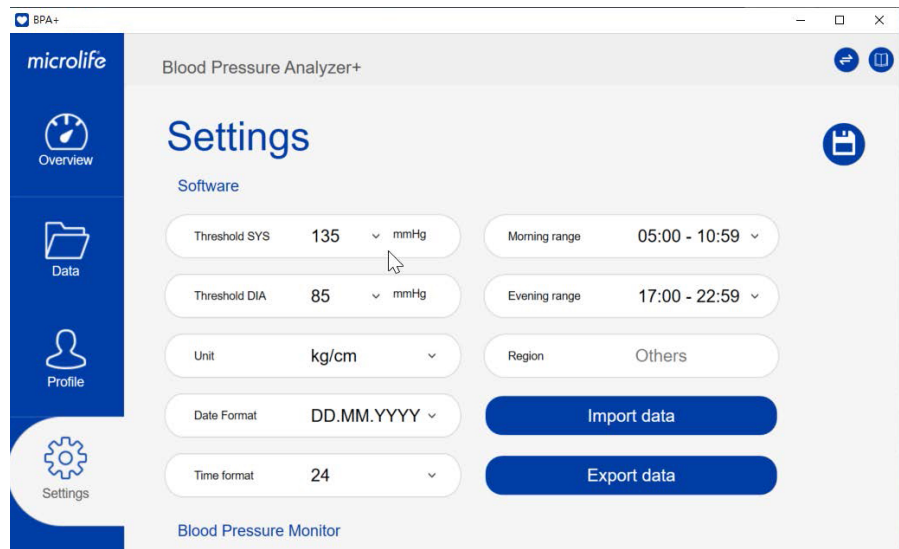 BPA+
microlife
Blood Pressure Analyzer+
Overview
Data
Profile
Settings
Settings
Software
Threshold SYS 135 mmHg
Morning range 05:00 - 10:59
Threshold DIA 85 mmHg
Evening range 17:00 - 22:59
Unit kg/cm
Region Others
Date Format DD.MM.YYYY
Import data
Time format 24
Export data
Blood Pressure Monitor